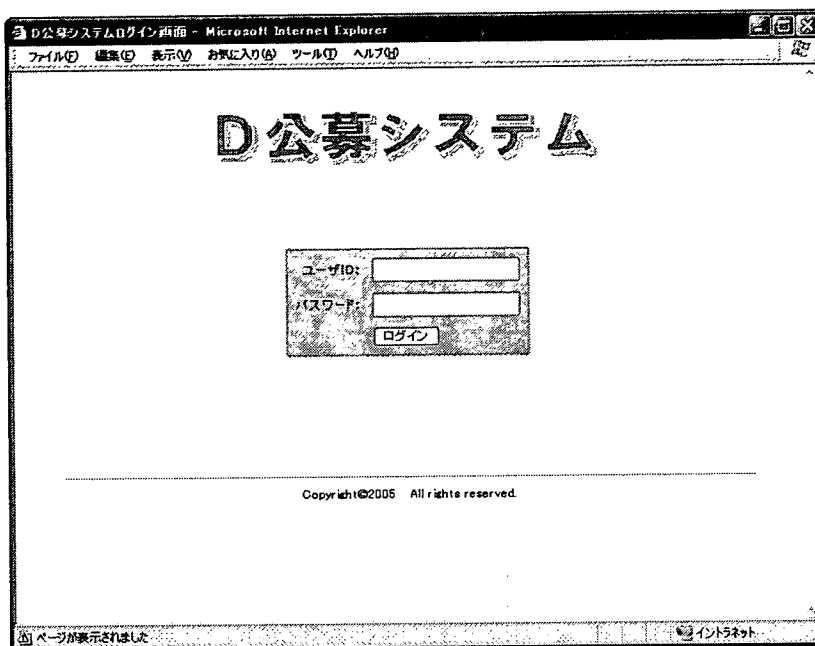 D公募システムログイン画面 - Microsoft Internet Explorer
ファイル(F) 編集(E) 表示(V) お気に入り(A) ツール(T) ヘルプ(H)
D公募システム
ユーザID:
パスワード:
ログイン
Copyright©2005 All rights reserved.
ページが表示されました
イントラネット